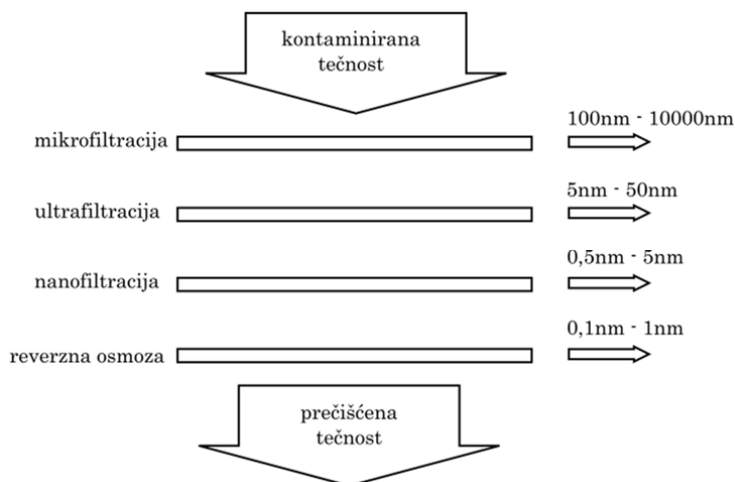 kontaminirana
tečnost
100nm - 10000nm
mikrofiltracija
5nm - 50nm
ultrafiltracija
0,5nm - 5nm
nanofiltracija
0,1nm - 1nm
reverzna osmoza
prečišćena
tečnost